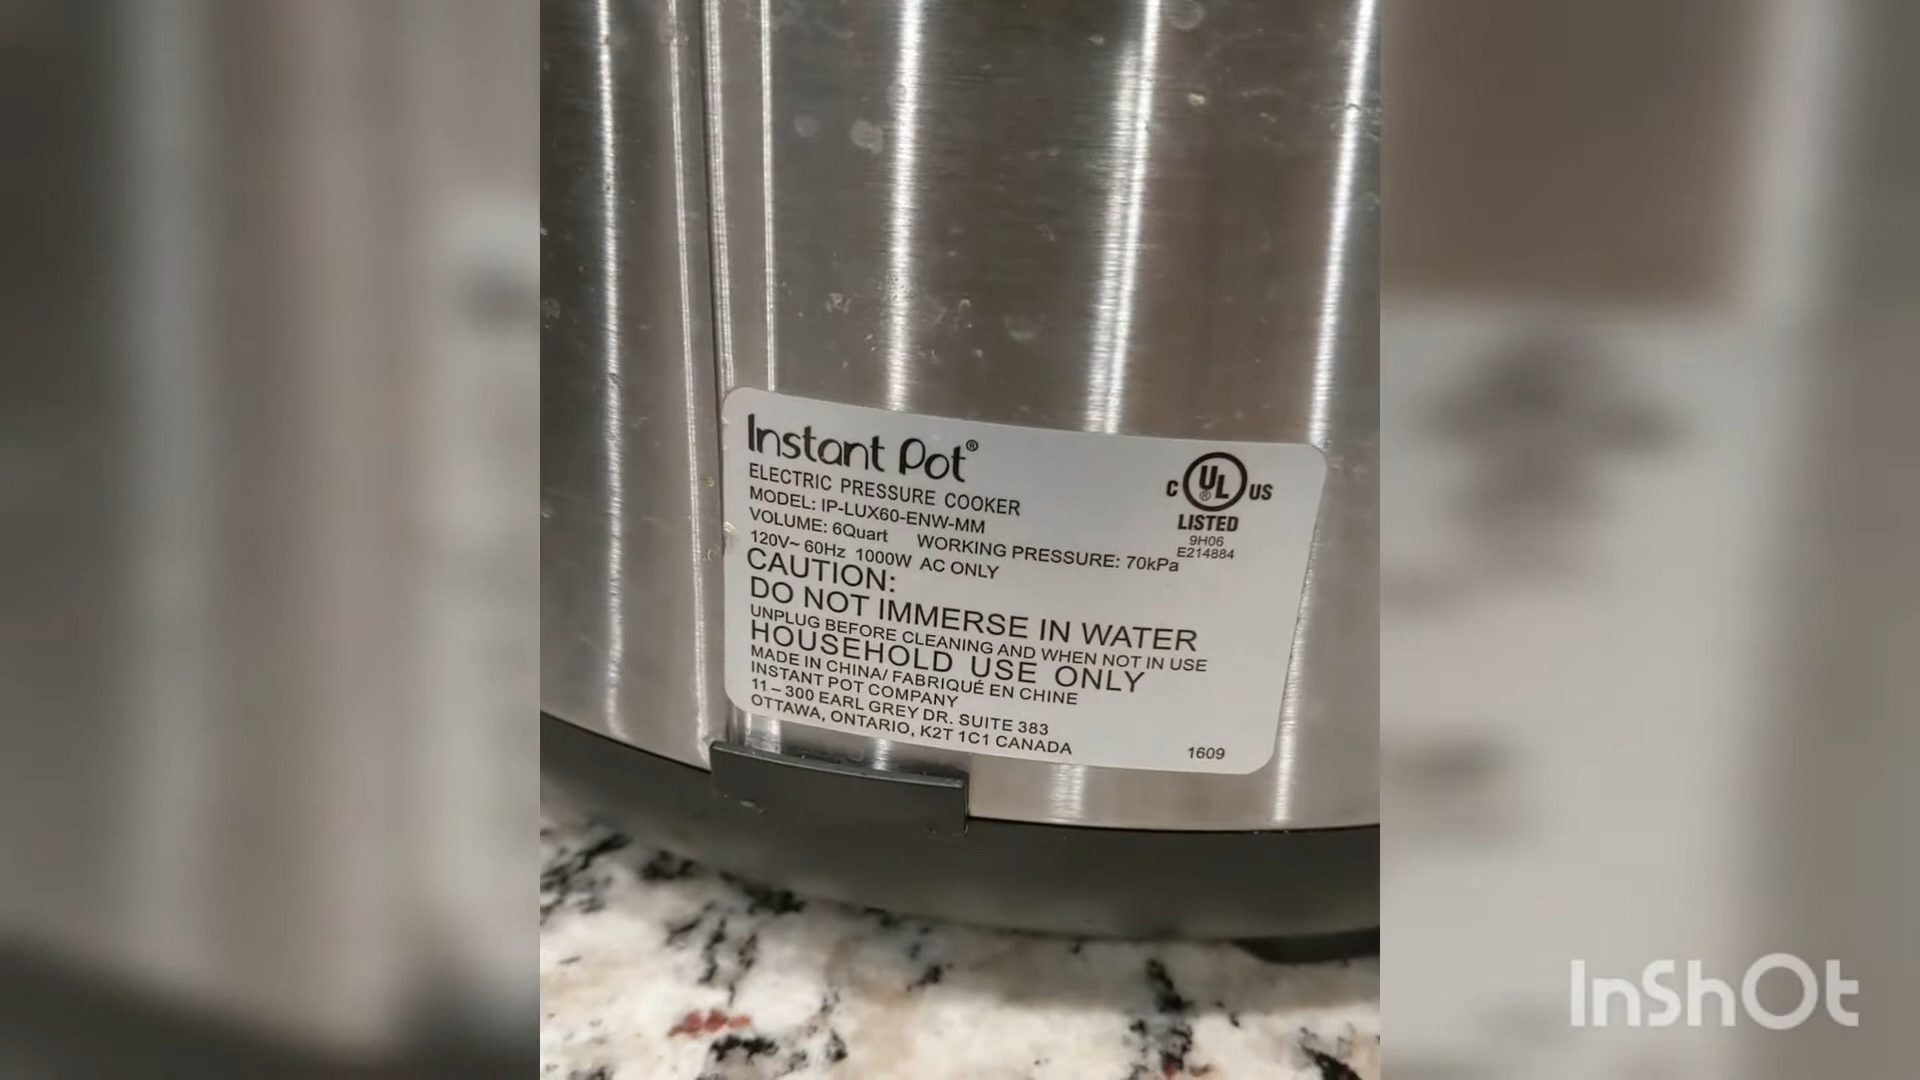 Instant Pot®
ELECTRIC PRESSURE COOKER
MODEL: IP-LUX60-ENW-MM
VOLUME: 6Quart WORKING PRESSURE: 70kPa
120V~ 60Hz 1000W AC ONLY
CAUTION:
DO NOT IMMERSE IN WATER
UNPLUG BEFORE CLEANING AND WHEN NOT IN USE
HOUSEHOLD USE ONLY
MADE IN CHINA/ FABRIQUÉ EN CHINE
INSTANT POT COMPANY
11 – 300 EARL GREY DR. SUITE 383
OTTAWA, ONTARIO, K2T 1C1 CANADA
C UL® US
LISTED
9H06
E214884
1609
InShOt